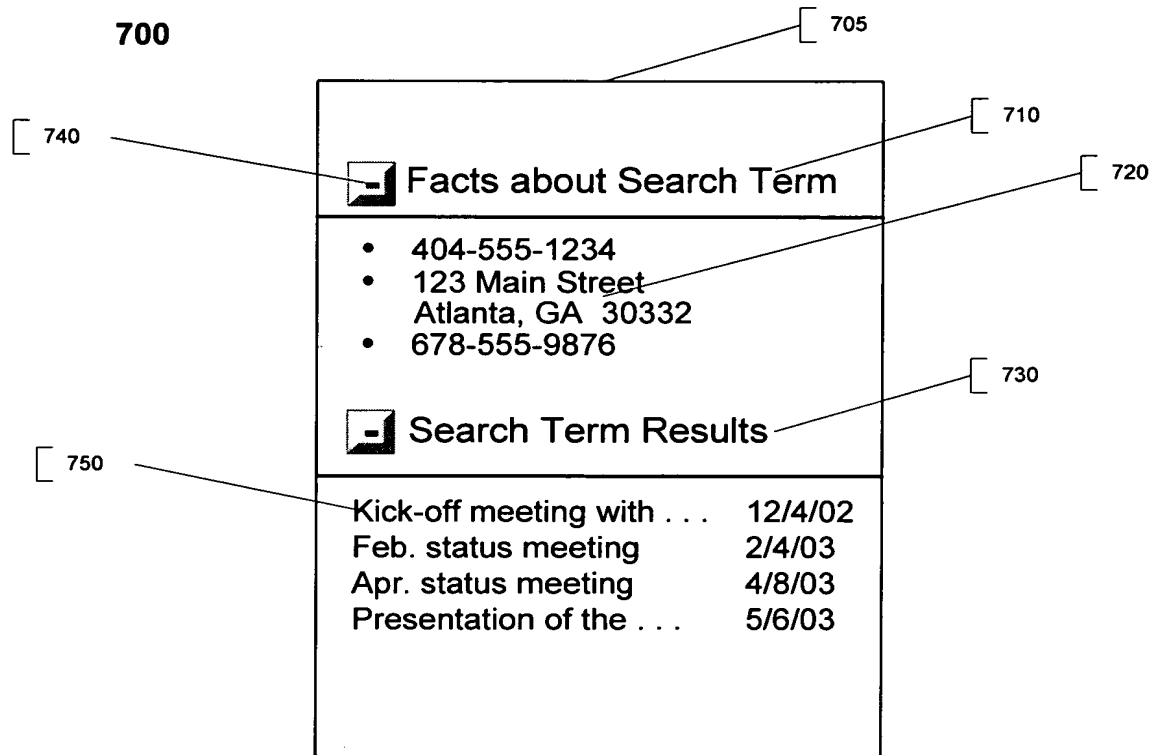 700
705
740
710
- Facts about Search Term
720
• 404-555-1234
• 123 Main Street
Atlanta, GA 30332
• 678-555-9876
730
- Search Term Results
750
Kick-off meeting with . . . 12/4/02
Feb. status meeting 2/4/03
Apr. status meeting 4/8/03
Presentation of the . . . 5/6/03